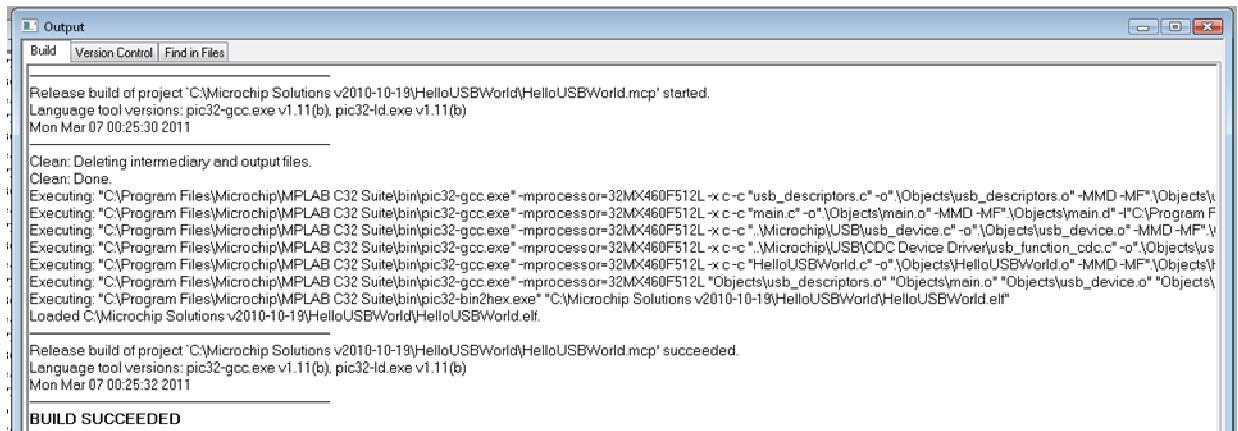 Output
Build Version Control Find in Files
Release build of project `C:\Microchip Solutions v2010-10-19\HelloUSBWorld\HelloUSBWorld.mcp' started.
Language tool versions: pic32-gcc.exe v1.11(b), pic32-ld.exe v1.11(b)
Mon Mar 07 00:25:30 2011
Clean: Deleting intermediary and output files.
Clean: Done.
Executing: "C:\Program Files\Microchip\MPLAB C32 Suite\bin\pic32-gcc.exe" -mprocessor=32MX460F512L -x c -c "usb_descriptors.c" -o".\Objects\usb_descriptors.o" -MMD -MF".\Objects\u
Executing: "C:\Program Files\Microchip\MPLAB C32 Suite\bin\pic32-gcc.exe" -mprocessor=32MX460F512L -x c -c "main.c" -o".\Objects\main.o" -MMD -MF".\Objects\main.d" -I"C:\Program F
Executing: "C:\Program Files\Microchip\MPLAB C32 Suite\bin\pic32-gcc.exe" -mprocessor=32MX460F512L -x c -c "..\Microchip\USB\usb_device.c" -o".\Objects\usb_device.o" -MMD -MF".\
Executing: "C:\Program Files\Microchip\MPLAB C32 Suite\bin\pic32-gcc.exe" -mprocessor=32MX460F512L -x c -c "..\Microchip\USB\CDC Device Driver\usb_function_cdc.c" -o".\Objects\us
Executing: "C:\Program Files\Microchip\MPLAB C32 Suite\bin\pic32-gcc.exe" -mprocessor=32MX460F512L -x c -c "HelloUSBWorld.c" -o".\Objects\HelloUSBWorld.o" -MMD -MF".\Objects\H
Executing: "C:\Program Files\Microchip\MPLAB C32 Suite\bin\pic32-gcc.exe" -mprocessor=32MX460F512L "Objects\usb_descriptors.o" "Objects\main.o" "Objects\usb_device.o" "Objects\
Executing: "C:\Program Files\Microchip\MPLAB C32 Suite\bin\pic32-bin2hex.exe" "C:\Microchip Solutions v2010-10-19\HelloUSBWorld\HelloUSBWorld.elf"
Loaded C:\Microchip Solutions v2010-10-19\HelloUSBWorld\HelloUSBWorld.elf.
Release build of project `C:\Microchip Solutions v2010-10-19\HelloUSBWorld\HelloUSBWorld.mcp' succeeded.
Language tool versions: pic32-gcc.exe v1.11(b), pic32-ld.exe v1.11(b)
Mon Mar 07 00:25:32 2011
BUILD SUCCEEDED